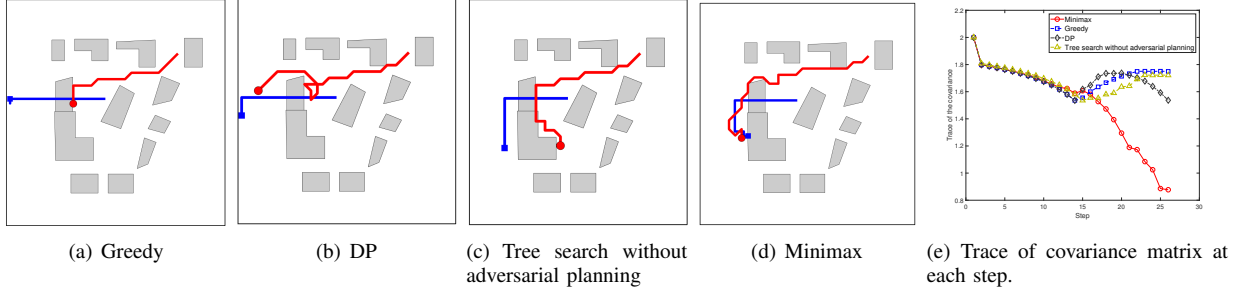 Minimax
Greedy
DP
Tree search without adversarial planning
2.2
2
1.8
1.6
1.4
1.2
1
0.8
Trace of the covariance
0 5 10 15 20 25 30
Step
(a) Greedy
(b) DP
(c) Tree search without
adversarial planning
(d) Minimax
(e) Trace of covariance matrix at
each step.